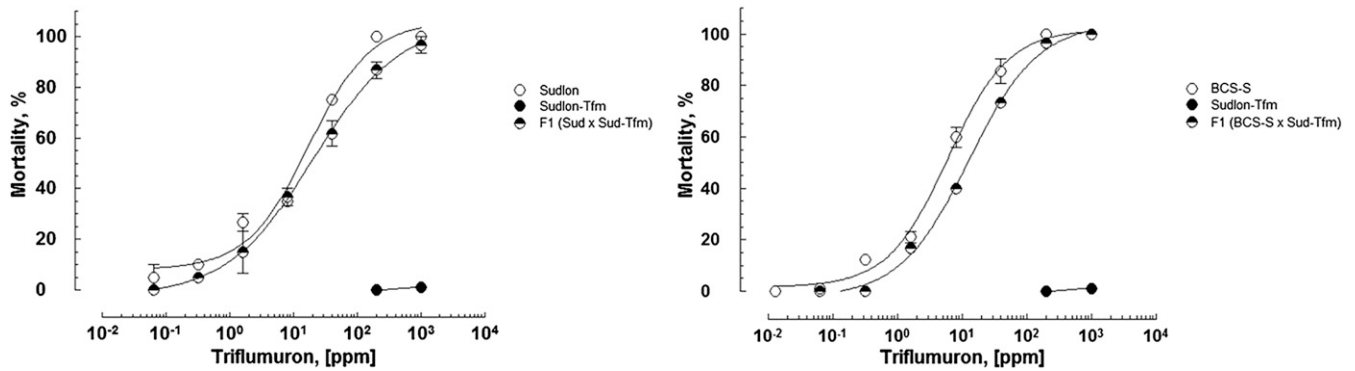 Mortality, %
100
80
60
40
20
0
10-2
10-1
100
101
102
103
104
Triflumuron, [ppm]
Sudlon
Sudlon-Tfm
F1 (Sud x Sud-Tfm)
Mortality, %
100
80
60
40
20
0
10-2
10-1
100
101
102
103
104
Triflumuron, [ppm]
BCS-S
Sudlon-Tfm
F1 (BCS-S x Sud-Tfm)